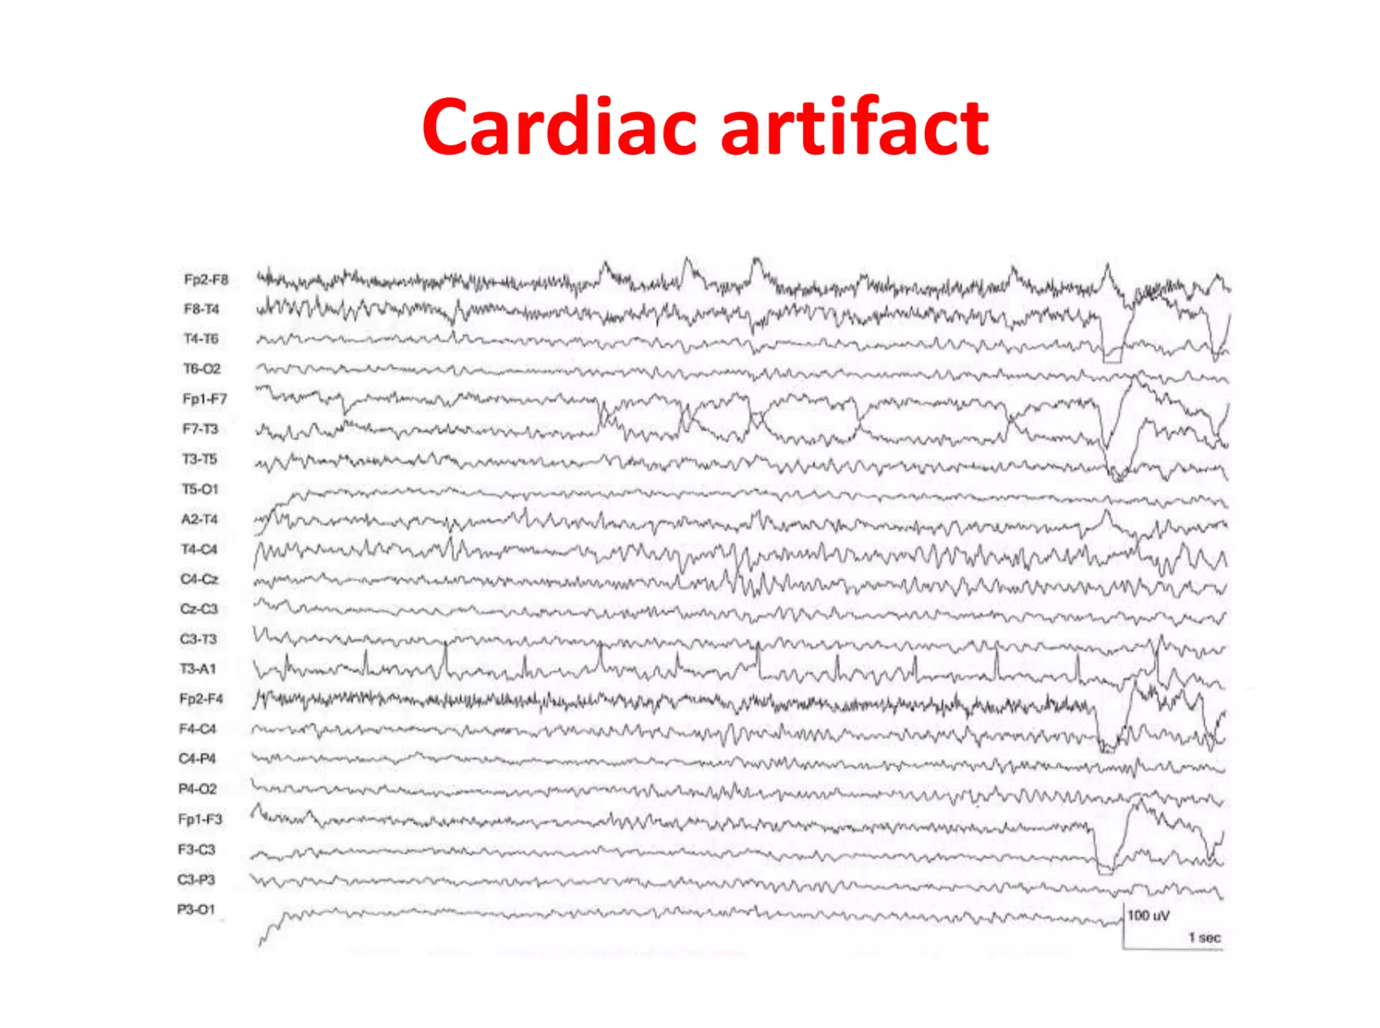 Cardiac artifact
Fp2-F8
F8-T4
T4-T6
T6-O2
Fp1-F7
F7-T3
T3-T5
T5-O1
A2-T4
T4-C4
C4-Cz
Cz-C3
C3-T3
T3-A1
Fp2-F4
F4-C4
C4-P4
P4-O2
Fp1-F3
F3-C3
C3-P3
P3-O1
100 uV
1 sec